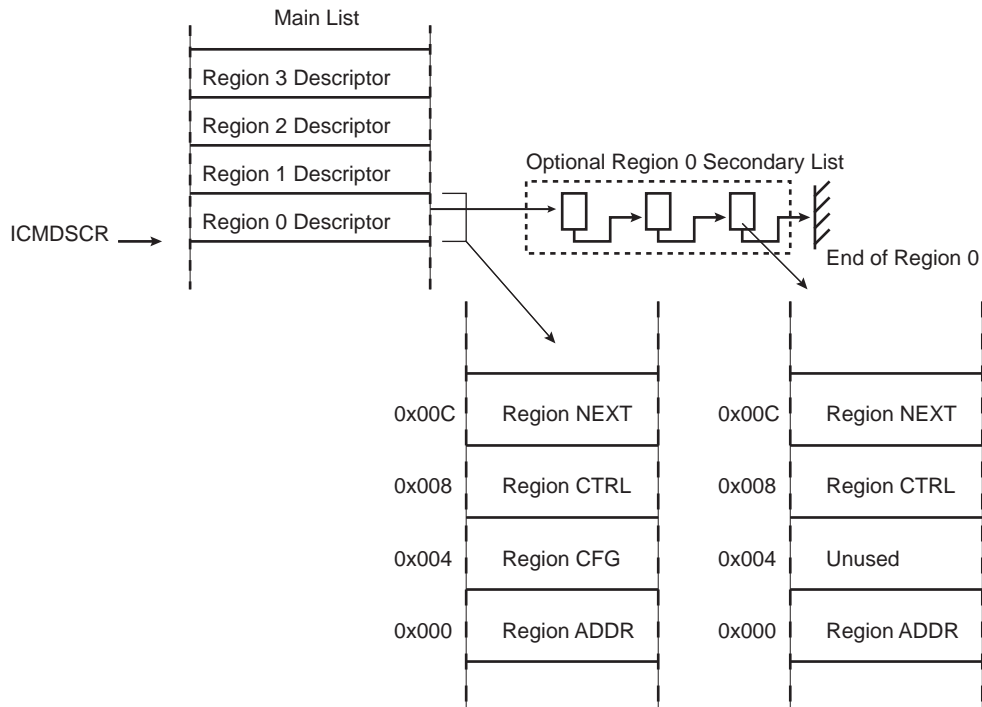 Main List
Region 3 Descriptor
Region 2 Descriptor
Region 1 Descriptor
Region 0 Descriptor
ICMDSCR
Optional Region 0 Secondary List
End of Region 0
0x00C Region NEXT
0x008 Region CTRL
0x004 Region CFG
0x000 Region ADDR
0x00C Region NEXT
0x008 Region CTRL
0x004 Unused
0x000 Region ADDR